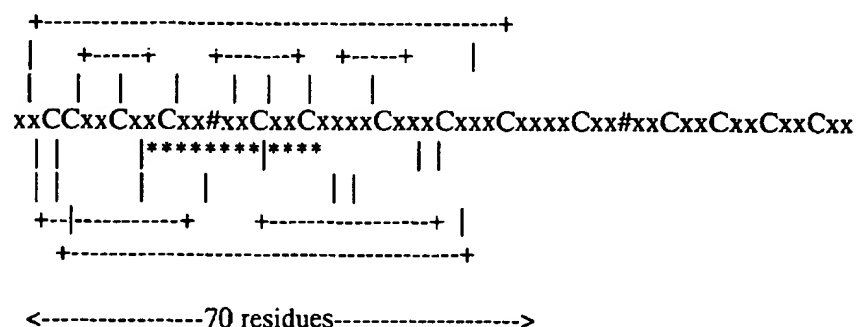 +---------------------------------------------------+
| +-----+ +-------+ +-----+ |
| | | | | | | |
xxCCxxCxxCxx#xxCxxCxxxxCxxxCxxxCxxxxCxx#xxCxxCxxCxxCxx
| | |********|**** | |
| | | | | |
+--|----------+ +---------------+ |
+-------------------------------------------+
<----------------70 residues------------------>